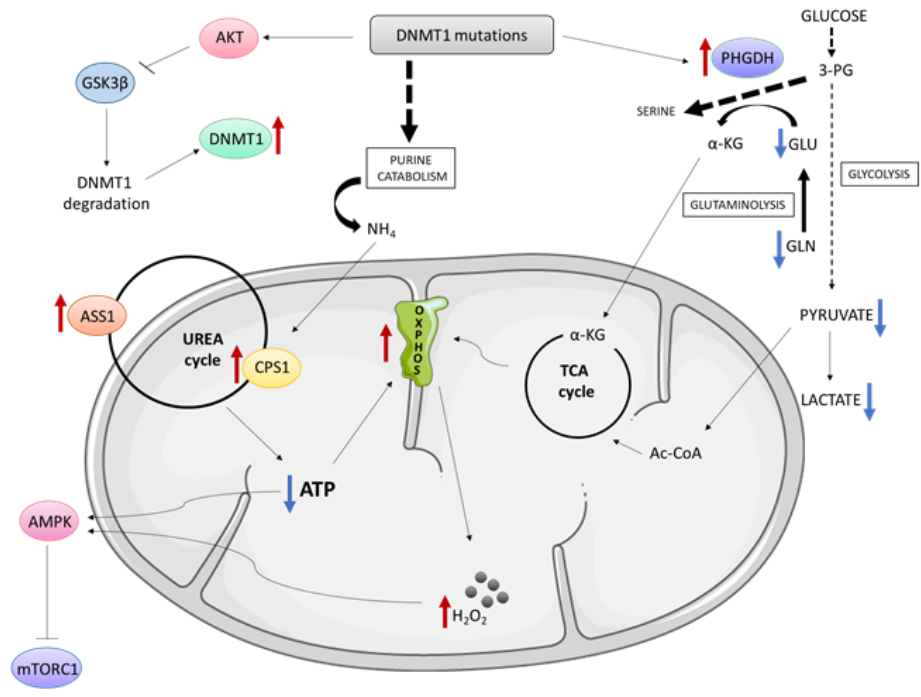 GLUCOSE
AKT
DNMT1 mutations
PHGDH
3-PG
GSK3β
SERINE
DNMT1
α-KG
GLU
PURINE
CATABOLISM
GLYCOLYSIS
DNMT1
degradation
GLUTAMINOLYSIS
NH4
GLN
ASS1
UREA
cycle
CPS1
OXPHOS
α-KG
TCA
cycle
PYRUVATE
LACTATE
Ac-CoA
ATP
AMPK
H2O2
mTORC1